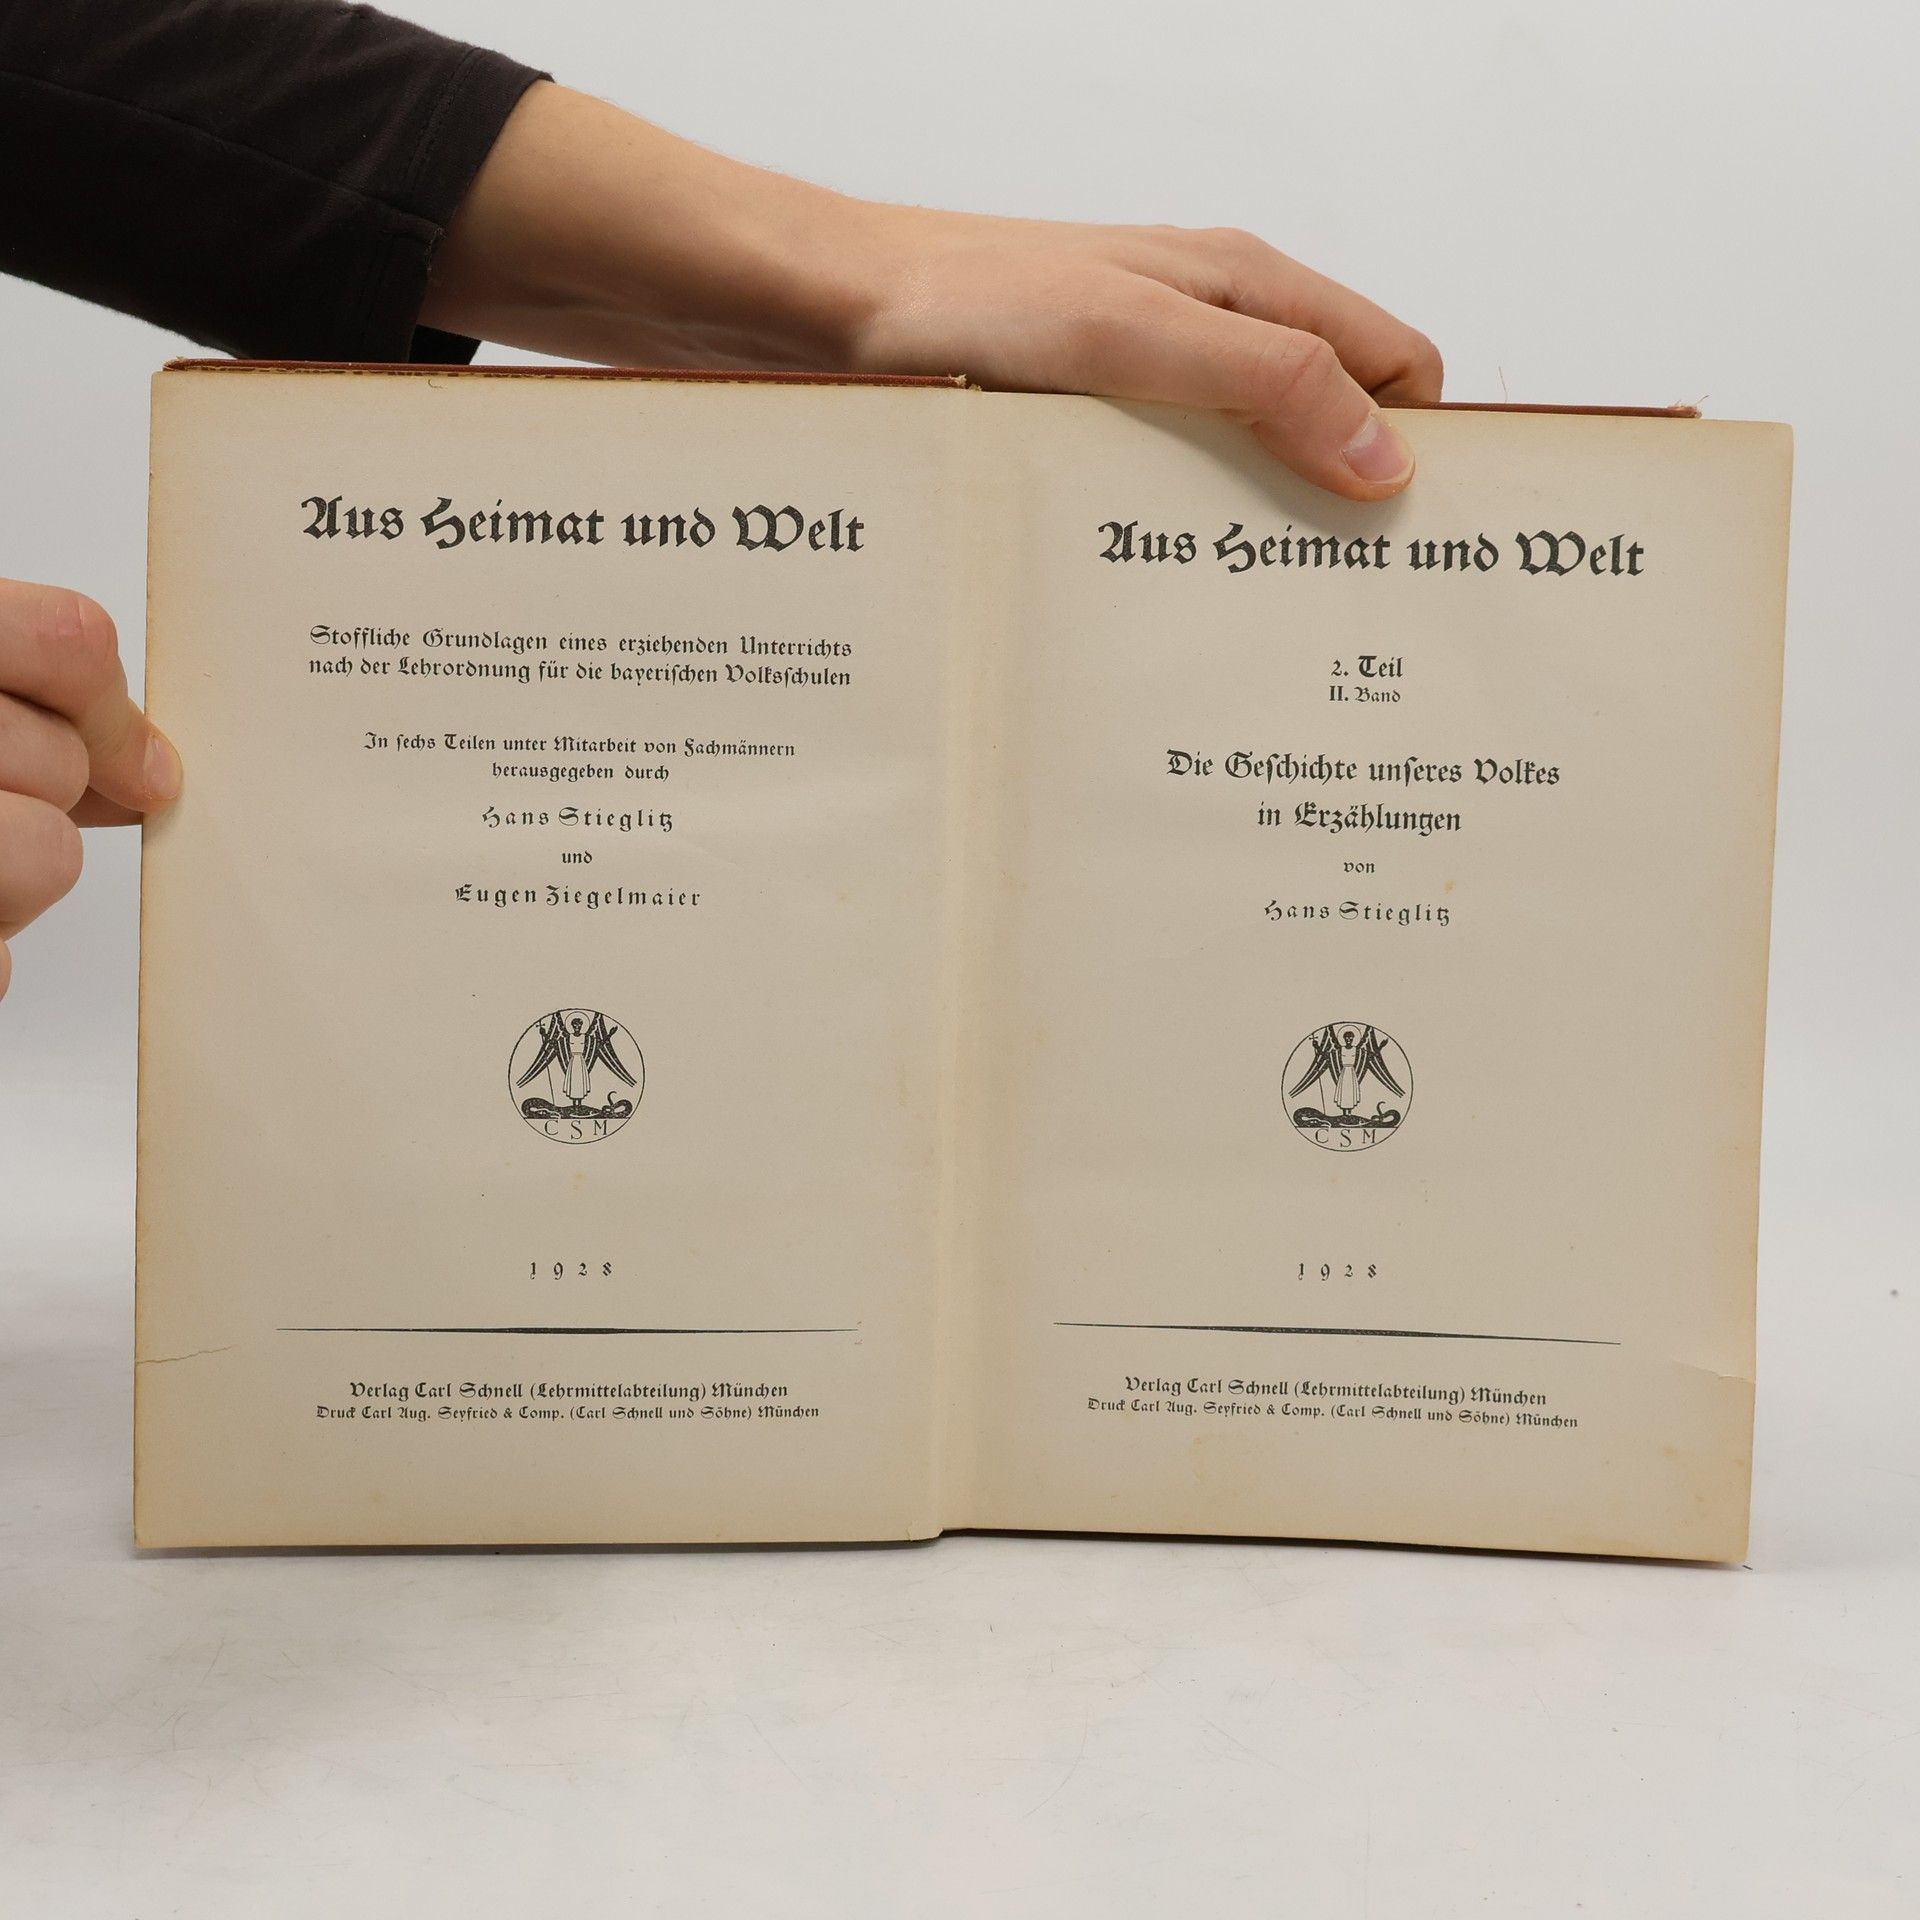 Aus Heimat und Welt
Stoffliche Grundlagen eines erziehenden Unterrichts
nach der Lehrordnung für die bayeriſchen Volksſchulen
In ſechs Teilen unter Mitarbeit von Fachmännern
herausgegeben durch
Hans Stieglitz
und
Eugen Ziegelmaier
C S M
1928
Verlag Carl Schnell (Lehrmittelabteilung) München
Druck Carl Aug. Seyfried & Comp. (Carl Schnell und Söhne) München
Aus Heimat und Welt
2. Teil
II. Band
Die Geſchichte unſeres Volkes
in Erzählungen
von
Hans Stieglitz
C S M
1928
Verlag Carl Schnell (Lehrmittelabteilung) München
Druck Carl Aug. Seyfried & Comp. (Carl Schnell und Söhne) München